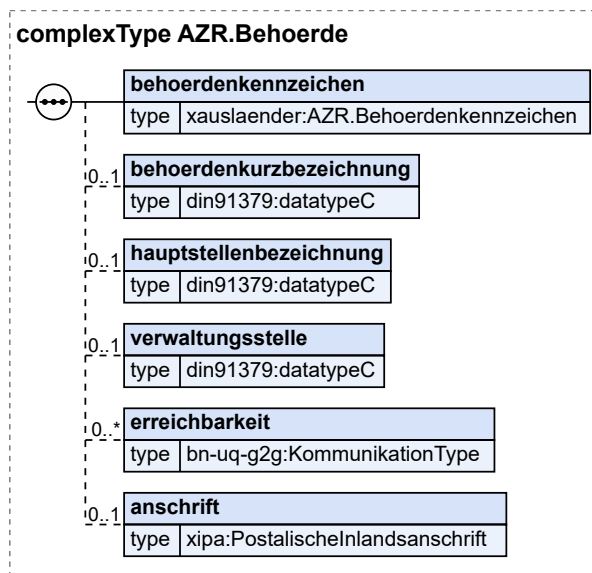 complexType AZR.Behoerde
behoerdenkennzeichen
type xauslaender:AZR.Behoerdenkennzeichen
0..1
behoerdenkurzbezeichnung
type din91379:datatypeC
0..1
hauptstellenbezeichnung
type din91379:datatypeC
0..1
verwaltungsstelle
type din91379:datatypeC
0..*
erreichbarkeit
type bn-uq-g2g:KommunikationType
0..1
anschrift
type xipa:PostalischeInlandsanschrift